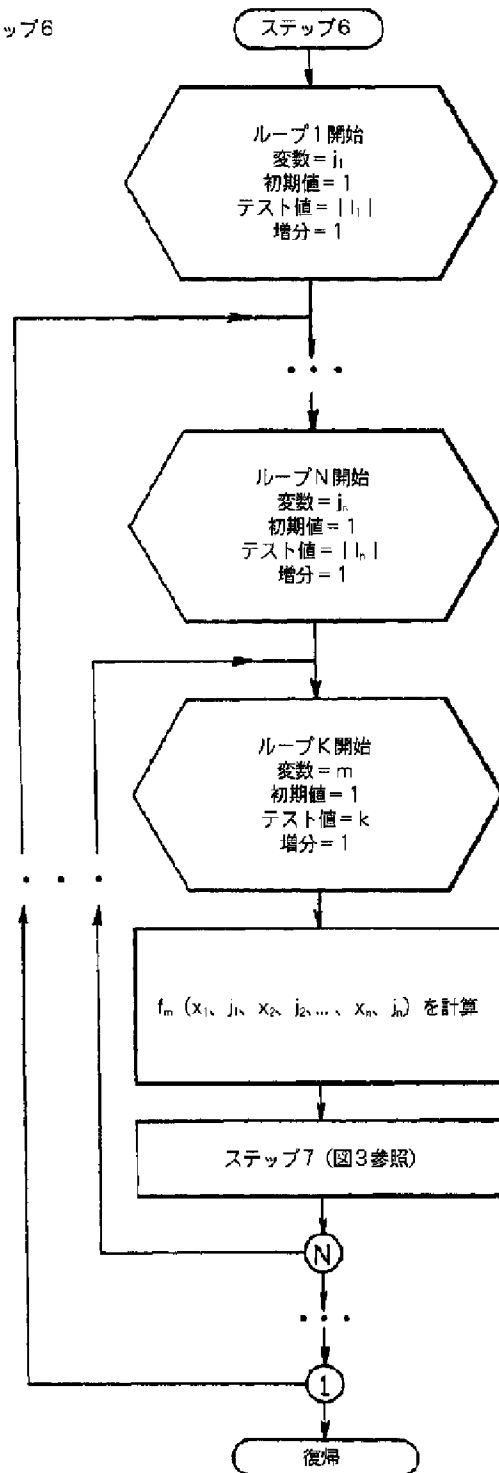 ップ6
ステップ6
ループ1開始
変数=j₁
初期値=1
テスト値=|I₁|
増分=1
・・・
ループN開始
変数=jₙ
初期値=1
テスト値=|Iₙ|
増分=1
ループK開始
変数=m
初期値=1
テスト値=k
増分=1
・・・
fₘ(x₁、j₁、x₂、j₂、...、xₙ、jₙ)を計算
ステップ7(図3参照)
N
・・・
1
復帰